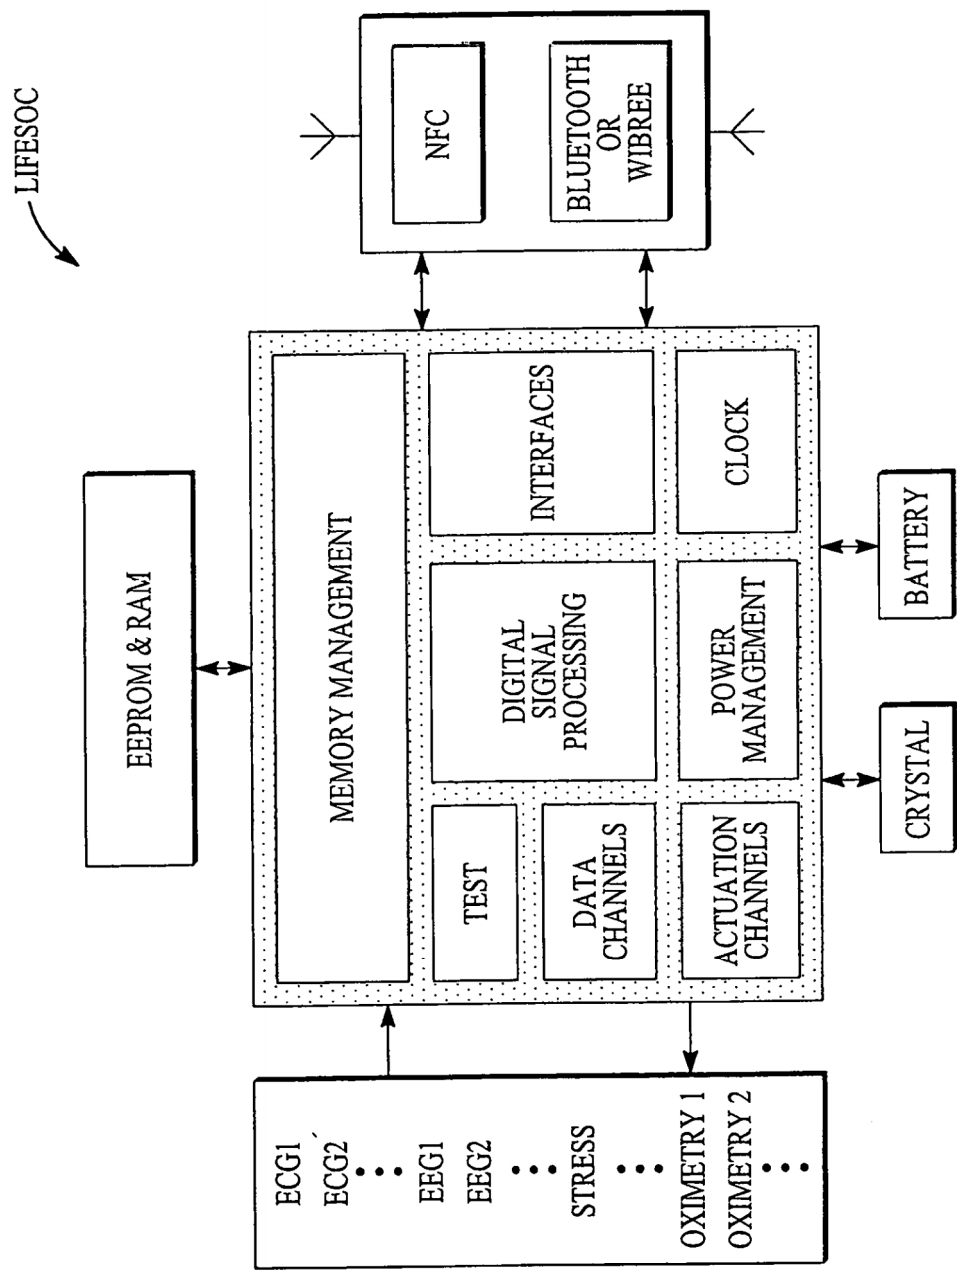 LIFESOC
EEPROM & RAM
ECG1
ECG2
EEG1
EEG2
STRESS
OXIMETRY 1
OXIMETRY 2
MEMORY MANAGEMENT
TEST
DATA
CHANNELS
DIGITAL
SIGNAL
PROCESSING
INTERFACES
ACTUATION
CHANNELS
POWER
MANAGEMENT
CLOCK
NFC
BLUETOOTH
OR
WIBREE
CRYSTAL
BATTERY